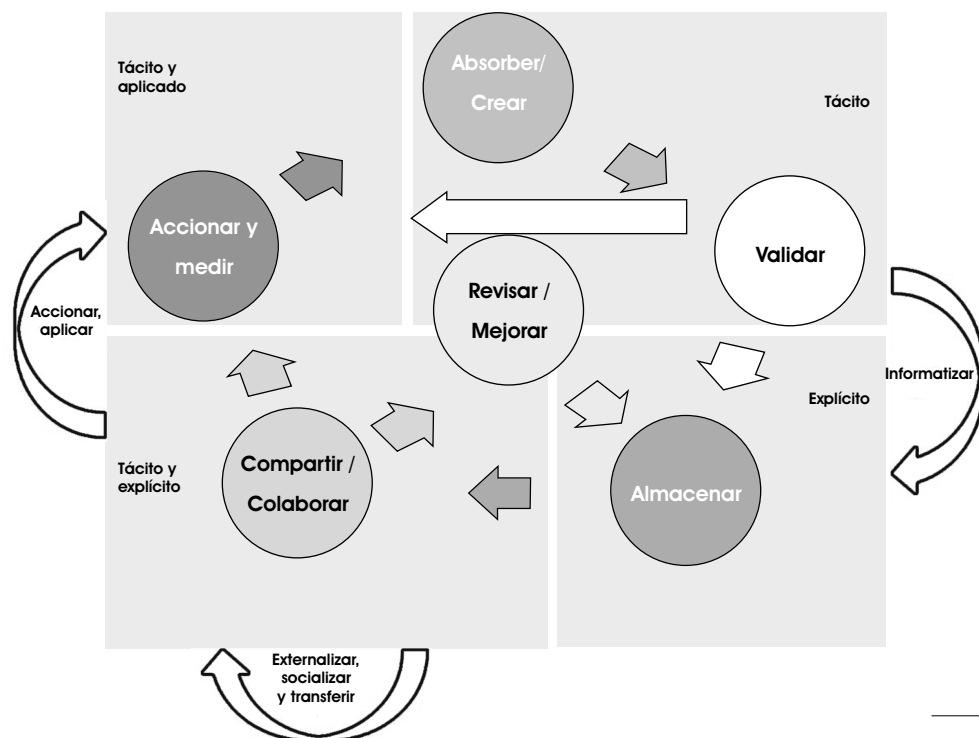 Tácito y
aplicado
Absorber/
Crear
Tácito
Accionar y
medir
Validar
Revisar /
Mejorar
Accionar,
aplicar
Informatizar
Explícito
Tácito y
explícito
Compartir /
Colaborar
Almacenar
Externalizar,
socializar
y transferir